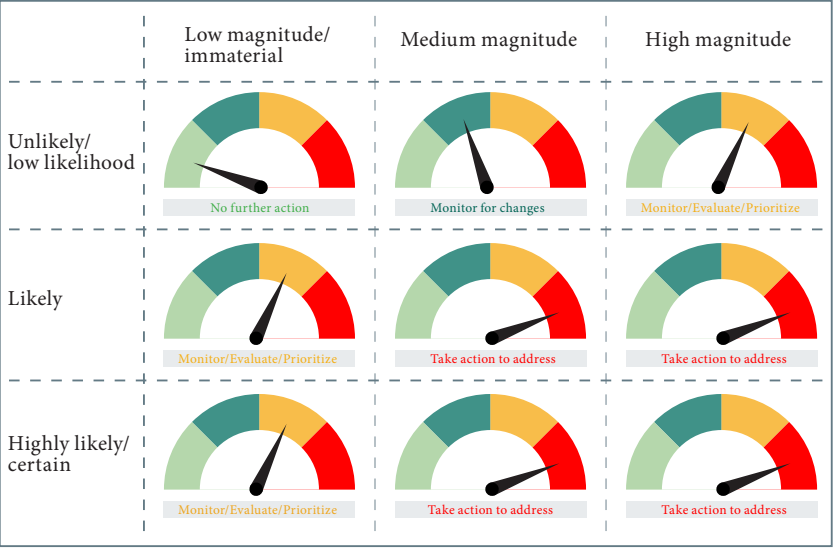 Low magnitude/
immaterial
Medium magnitude
High magnitude
Unlikely/
low likelihood
No further action
Monitor for changes
Monitor/Evaluate/Prioritize
Likely
Monitor/Evaluate/Prioritize
Take action to address
Take action to address
Highly likely/
certain
Monitor/Evaluate/Prioritize
Take action to address
Take action to address